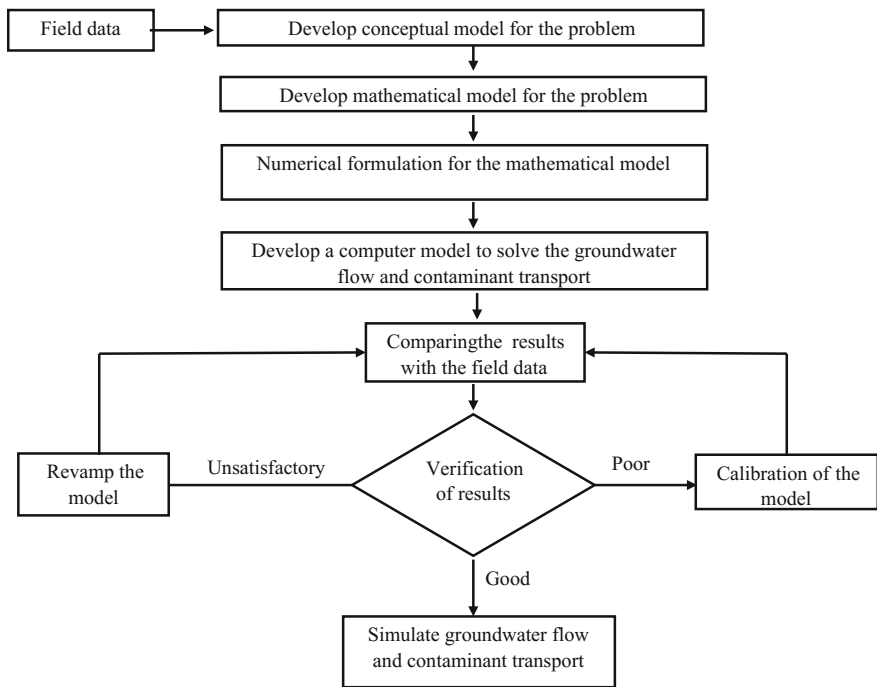 Field data
Develop conceptual model for the problem
Develop mathematical model for the problem
Numerical formulation for the mathematical model
Develop a computer model to solve the groundwater
flow and contaminant transport
Comparingthe results
with the field data
Revamp the
model
Unsatisfactory
Verification
of results
Poor
Calibration of the
model
Good
Simulate groundwater flow
and contaminant transport